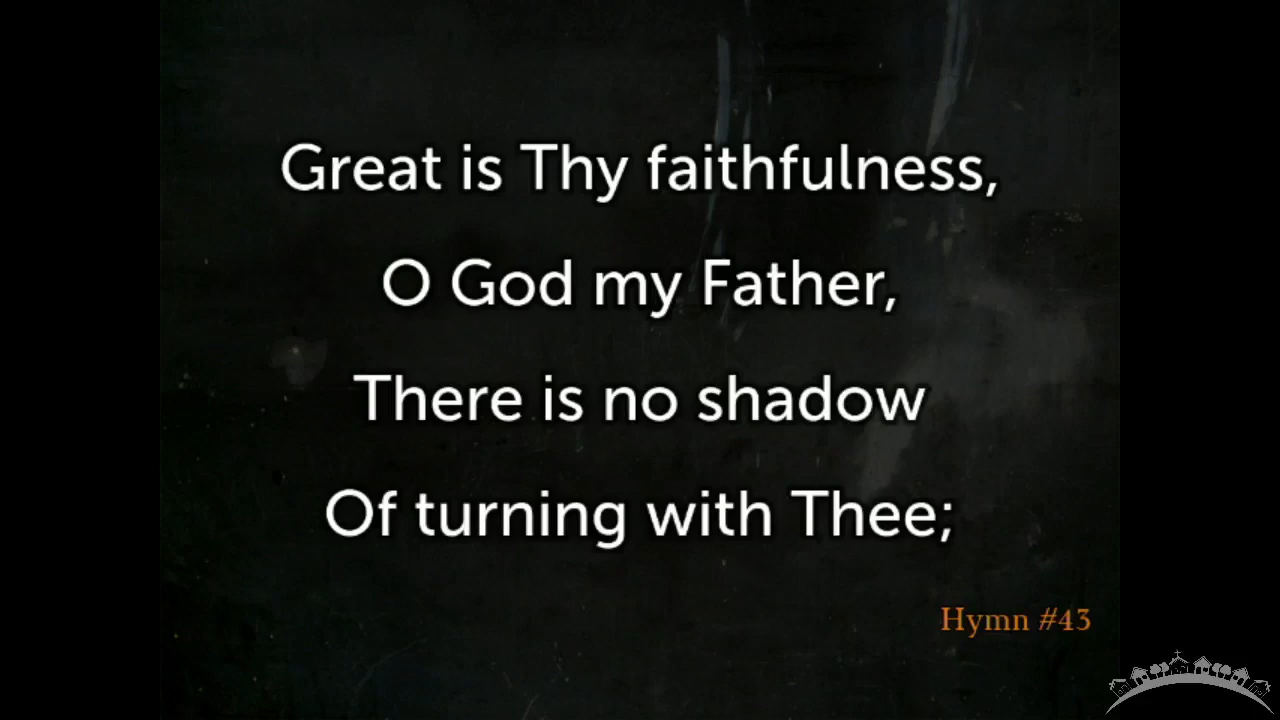 Great is Thy faithfulness,
O God my Father,
There is no shadow
Of turning with Thee;
Hymn #43